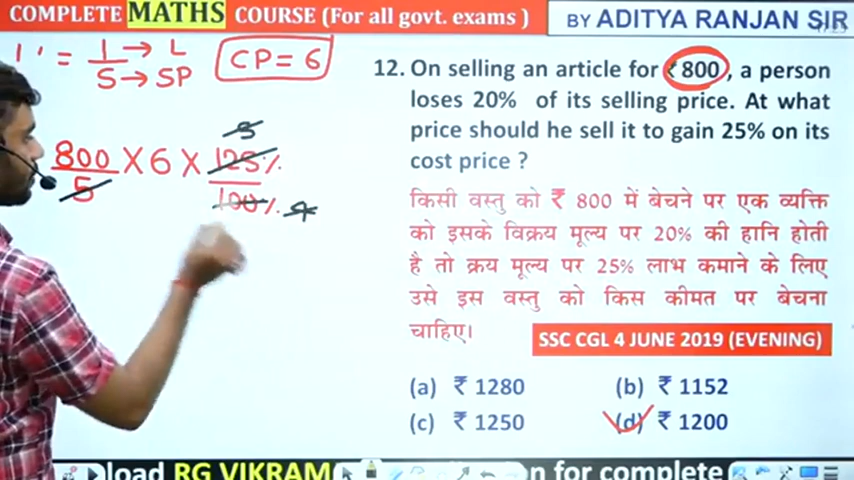 COMPLETE MATHS COURSE (For all govt. exams )
BY ADITYA RANJAN SIR
= 1 → L
5 → SP
CP = 6
800/5 × 6 × 125%/100%
5
4
12. On selling an article for ₹ 800 , a person
loses 20% of its selling price. At what
price should he sell it to gain 25% on its
cost price ?
किसी वस्तु को ₹ 800 में बेचने पर एक व्यक्ति
को इसके विक्रय मूल्य पर 20% की हानि होती
है तो क्रय मूल्य पर 25% लाभ कमाने के लिए
उसे इस वस्तु को किस कीमत पर बेचना
चाहिए।
SSC CGL 4 JUNE 2019 (EVENING)
(a) ₹ 1280
(b) ₹ 1152
(c) ₹ 1250
(d) ₹ 1200
load RG VIKRAM
on for complete